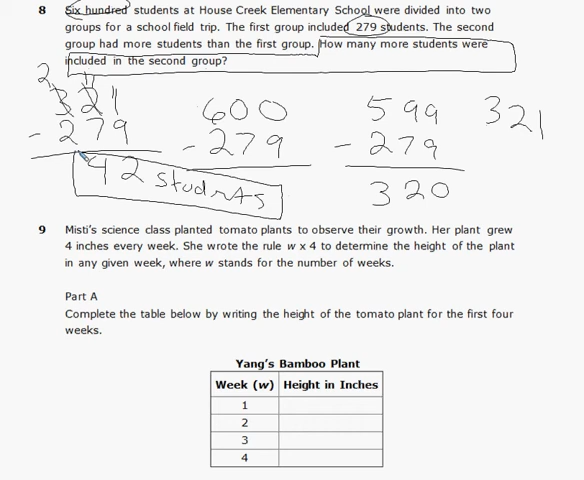 8 Six hundred students at House Creek Elementary School were divided into two
groups for a school field trip. The first group included 279 students. The second
group had more students than the first group. How many more students were
included in the second group?
2 11
321 600 599 321
- 279 - 279 - 279
42 students 320
9 Misti's science class planted tomato plants to observe their growth. Her plant grew
4 inches every week. She wrote the rule w x 4 to determine the height of the plant
in any given week, where w stands for the number of weeks.
Part A
Complete the table below by writing the height of the tomato plant for the first four
weeks.
Yang's Bamboo Plant
Week (w) Height in Inches
1
2
3
4